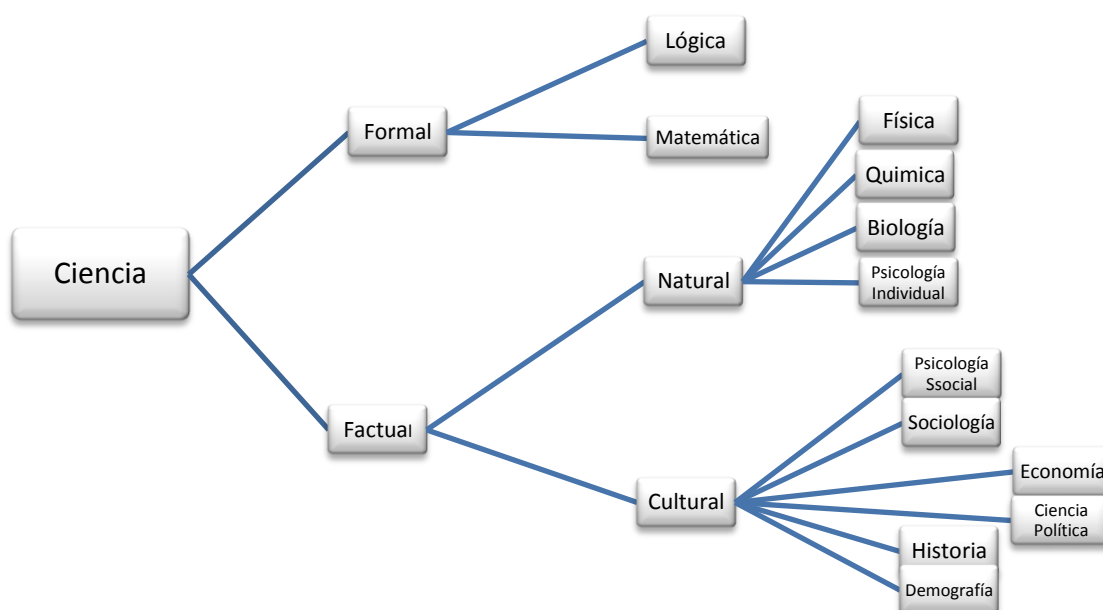 Lógica
Formal
Matemática
Física
Quimica
Biología
Psicología
Individual
Natural
Ciencia
Factual
Psicología
Ssocial
Sociología
Cultural
Economía
Ciencia
Política
Historia
Demografía